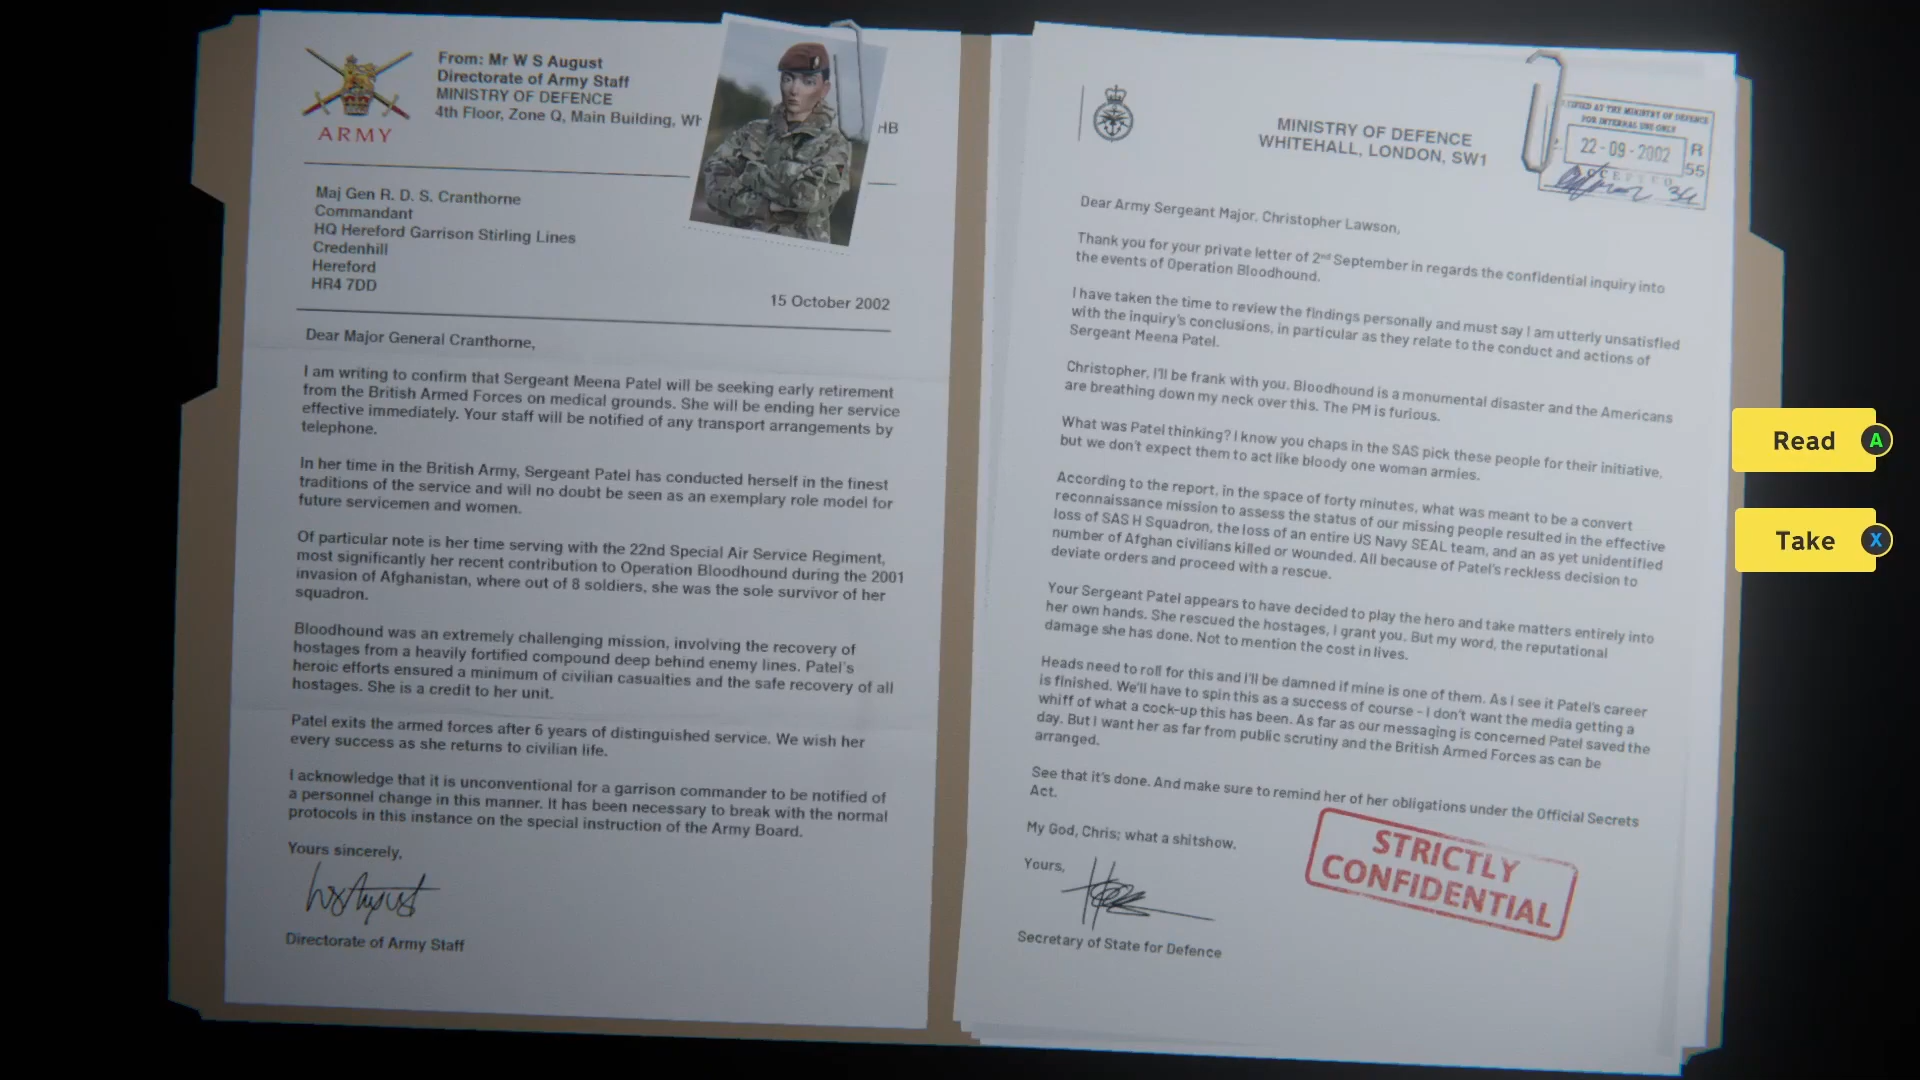 From: Mr W S August
Directorate of Army Staff
MINISTRY OF DEFENCE
4th Floor, Zone Q, Main Building, Wh
HB
ARMY
Maj Gen R. D. S. Cranthorne
Commandant
HQ Hereford Garrison Stirling Lines
Credenhill
Hereford
HR4 7DD
15 October 2002
Dear Major General Cranthorne,
I am writing to confirm that Sergeant Meena Patel will be seeking early retirement
from the British Armed Forces on medical grounds. She will be ending her service
effective immediately. Your staff will be notified of any transport arrangements by
telephone.
In her time in the British Army, Sergeant Patel has conducted herself in the finest
traditions of the service and will no doubt be seen as an exemplary role model for
future servicemen and women.
Of particular note is her time serving with the 22nd Special Air Service Regiment,
most significantly her recent contribution to Operation Bloodhound during the 2001
invasion of Afghanistan, where out of 8 soldiers, she was the sole survivor of her
squadron.
Bloodhound was an extremely challenging mission, involving the recovery of
hostages from a heavily fortified compound deep behind enemy lines. Patel's
heroic efforts ensured a minimum of civilian casualties and the safe recovery of all
hostages. She is a credit to her unit.
Patel exits the armed forces after 6 years of distinguished service. We wish her
every success as she returns to civilian life.
I acknowledge that it is unconventional for a garrison commander to be notified of
a personnel change in this manner. It has been necessary to break with the normal
protocols in this instance on the special instruction of the Army Board.
Yours sincerely,
WSAugust
Directorate of Army Staff
MINISTRY OF DEFENCE
WHITEHALL, LONDON, SW1
AT THE MINISTRY OF DEFENCE
FOR INTERNAL USE ONLY
22-09-2002
R
55
34
Dear Army Sergeant Major, Christopher Lawson,
Thank you for your private letter of 2nd September in regards the confidential inquiry into
the events of Operation Bloodhound.
I have taken the time to review the findings personally and must say I am utterly unsatisfied
with the inquiry's conclusions, in particular as they relate to the conduct and actions of
Sergeant Meena Patel.
Christopher, I'll be frank with you. Bloodhound is a monumental disaster and the Americans
are breathing down my neck over this. The PM is furious.
What was Patel thinking? I know you chaps in the SAS pick these people for their initiative,
but we don't expect them to act like bloody one woman armies.
According to the report, in the space of forty minutes, what was meant to be a convert
reconnaissance mission to assess the status of our missing people resulted in the effective
loss of SAS H Squadron, the loss of an entire US Navy SEAL team, and an as yet unidentified
number of Afghan civilians killed or wounded. All because of Patel's reckless decision to
deviate orders and proceed with a rescue.
Your Sergeant Patel appears to have decided to play the hero and take matters entirely into
her own hands. She rescued the hostages, I grant you. But my word, the reputational
damage she has done. Not to mention the cost in lives.
Heads need to roll for this and I'll be damned if mine is one of them. As I see it Patel's career
is finished. We'll have to spin this as a success of course - I don't want the media getting a
whiff of what a cock-up this has been. As far as our messaging is concerned Patel saved the
day. But I want her as far from public scrutiny and the British Armed Forces as can be
arranged.
See that it's done. And make sure to remind her of her obligations under the Official Secrets
Act.
My God, Chris; what a shitshow.
Yours,
Secretary of State for Defence
STRICTLY
CONFIDENTIAL
Read A
Take X